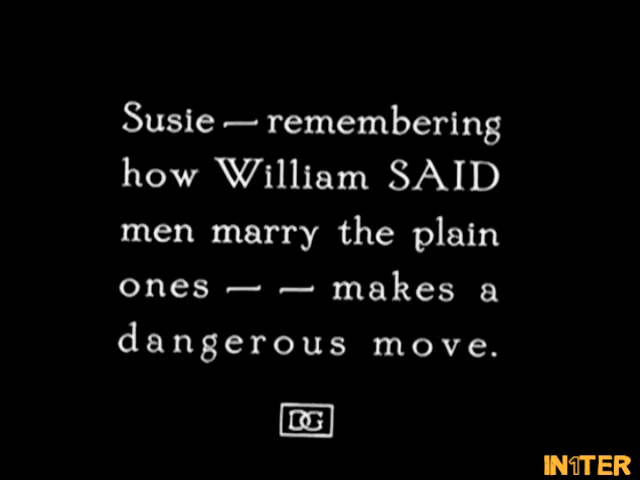 Susie — remembering
how William SAID
men marry the plain
ones — — makes a
dangerous move.
DG
IN1TER